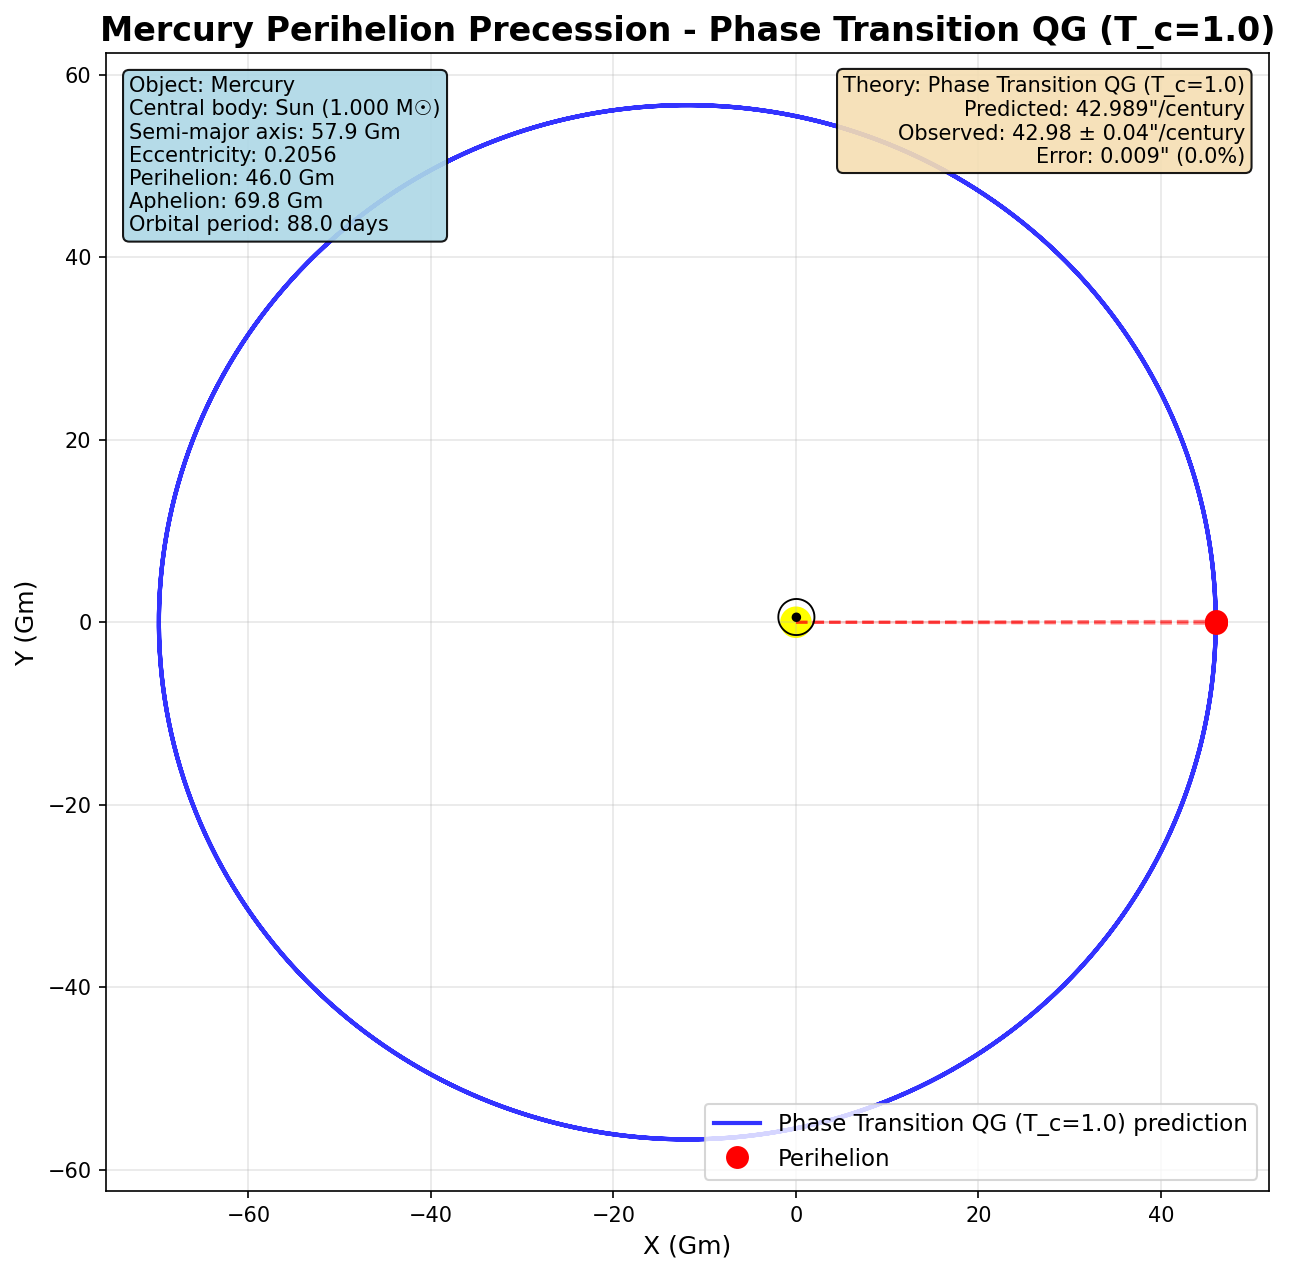 Mercury Perihelion Precession - Phase Transition QG (T_c=1.0)
Object: Mercury
Central body: Sun (1.000 M☉)
Semi-major axis: 57.9 Gm
Eccentricity: 0.2056
Perihelion: 46.0 Gm
Aphelion: 69.8 Gm
Orbital period: 88.0 days
Theory: Phase Transition QG (T_c=1.0)
Predicted: 42.989"/century
Observed: 42.98 ± 0.04"/century
Error: 0.009" (0.0%)
60
40
20
0
−20
−40
−60
Y (Gm)
−60
−40
−20
0
20
40
X (Gm)
Phase Transition QG (T_c=1.0) prediction
Perihelion